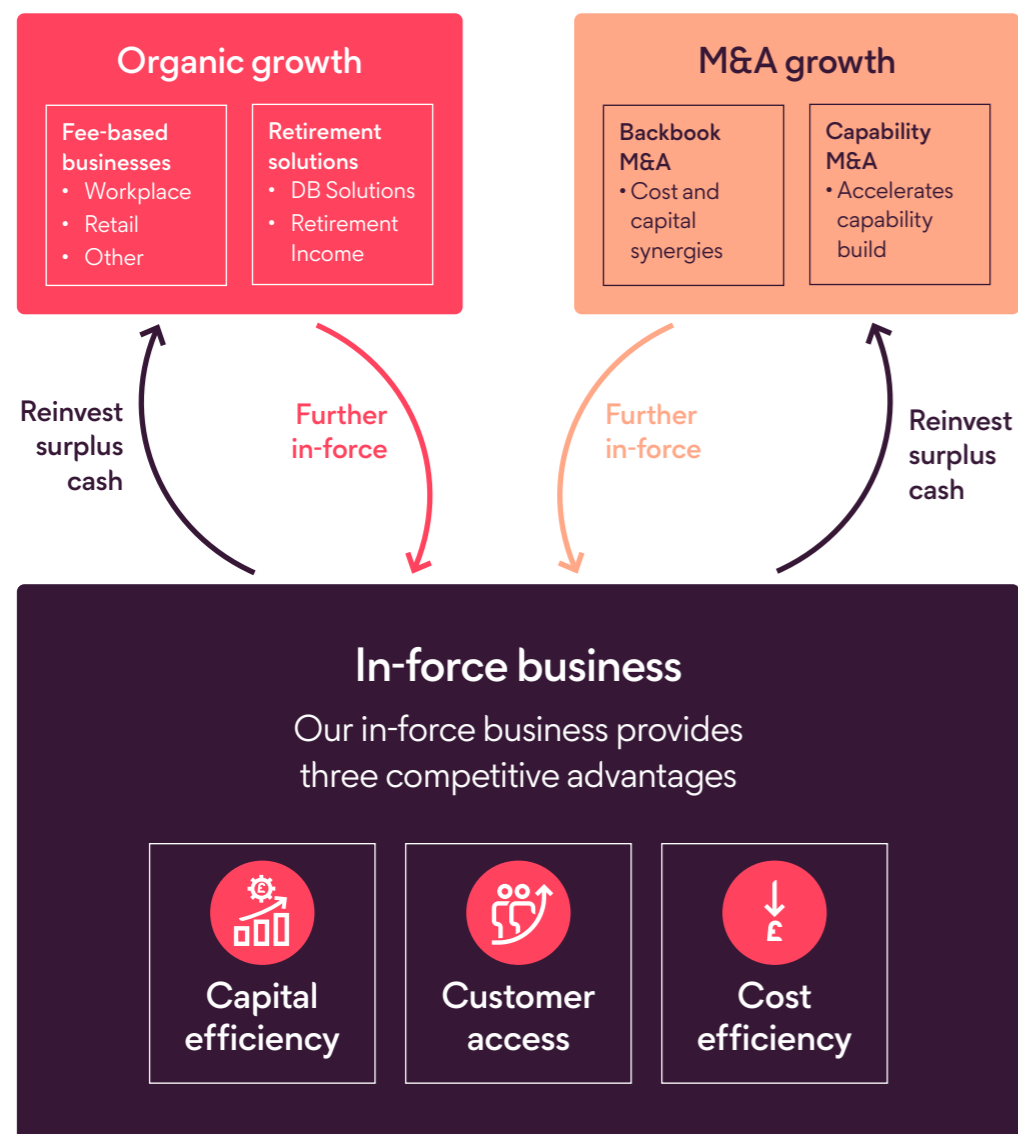 Organic growth
Fee-based
businesses
• Workplace
• Retail
• Other
Retirement
solutions
• DB Solutions
• Retirement
Income
M&A growth
Backbook
M&A
• Cost and
capital
synergies
Capability
M&A
• Accelerates
capability
build
Reinvest
surplus
cash
Further
in-force
Further
in-force
Reinvest
surplus
cash
In-force business
Our in-force business provides
three competitive advantages
£
Capital
efficiency
Customer
access
£
Cost
efficiency